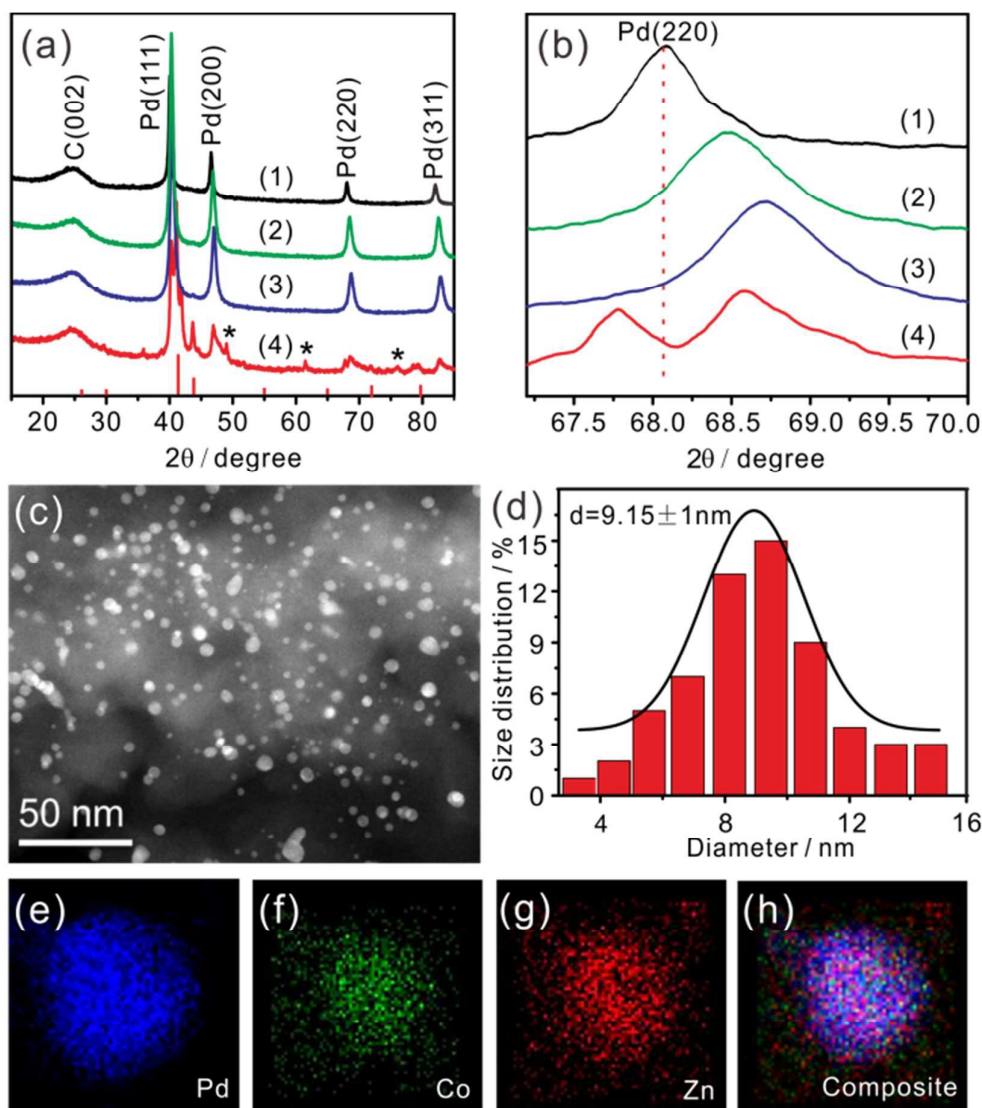 (a)
C(002)
Pd(111)
Pd(200)
Pd(220)
Pd(311)
(1)
(2)
(3)
(4)
*
*
*
20 30 40 50 60 70 80
2θ / degree
(b)
Pd(220)
(1)
(2)
(3)
(4)
67.5 68.0 68.5 69.0 69.5 70.0
2θ / degree
(c)
50 nm
(d)
d=9.15±1nm
Size distribution / %
15
12
9
6
3
0
4 8 12 16
Diameter / nm
(e)
Pd
(f)
Co
(g)
Zn
(h)
Composite